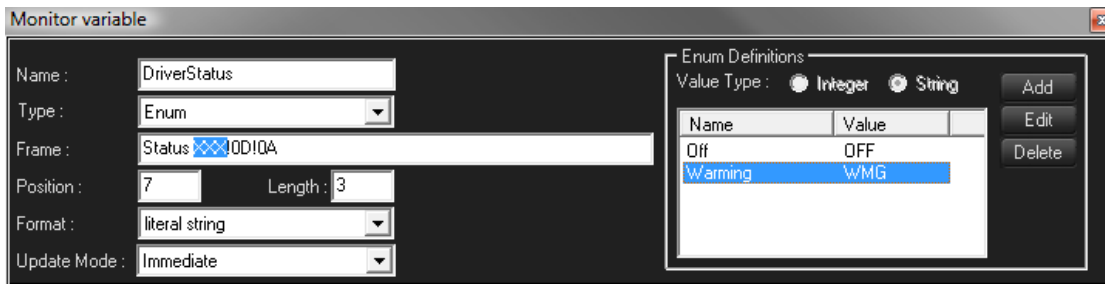 Monitor variable
Name : DriverStatus
Type : Enum
Frame : Status XXX!0D!0A
Position : 7 Length : 3
Format : literal string
Update Mode : Immediate
Enum Definitions
Value Type : Integer String
Name Value
Off OFF
Warming WMG
Add
Edit
Delete